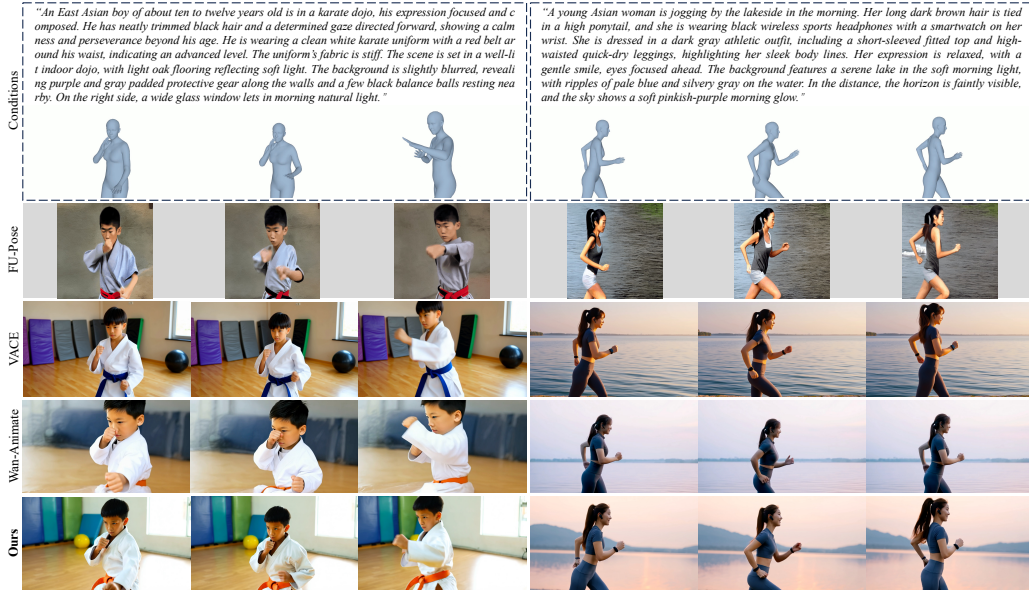 "An East Asian boy of about ten to twelve years old is in a karate dojo, his expression focused and c
omposed. He has neatly trimmed black hair and a determined gaze directed forward, showing a calm
ness and perseverance beyond his age. He is wearing a clean white karate uniform with a red belt ar
ound his waist, indicating an advanced level. The uniform's fabric is stiff. The scene is set in a well-li
t indoor dojo, with light oak flooring reflecting soft light. The background is slightly blurred, reveali
ng purple and gray padded protective gear along the walls and a few black balance balls resting nea
rby. On the right side, a wide glass window lets in morning natural light."
"A young Asian woman is jogging by the lakeside in the morning. Her long dark brown hair is tied
in a high ponytail, and she is wearing black wireless sports headphones with a smartwatch on her
wrist. She is dressed in a dark gray athletic outfit, including a short-sleeved fitted top and high-
waisted quick-dry leggings, highlighting her sleek body lines. Her expression is relaxed, with a
gentle smile, eyes focused ahead. The background features a serene lake in the soft morning light,
with ripples of pale blue and silvery gray on the water. In the distance, the horizon is faintly visible,
and the sky shows a soft pinkish-purple morning glow."
Conditions
FU-Pose
VACE
Wan-Animate
Ours